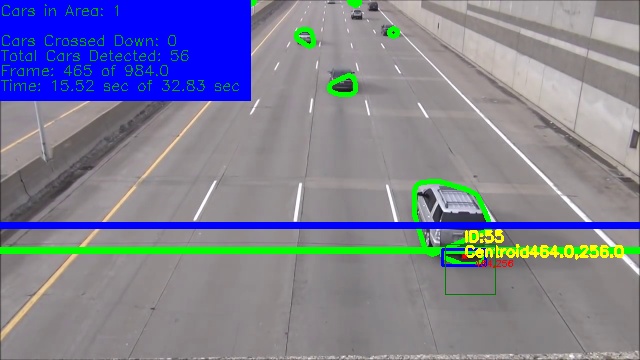 Cars in Area: 1
Cars Crossed Down: 0
Total Cars Detected: 56
Frame: 465 of 984.0
Time: 15.52 sec of 32.83 sec
ID:55
Centroid464.0,256.0